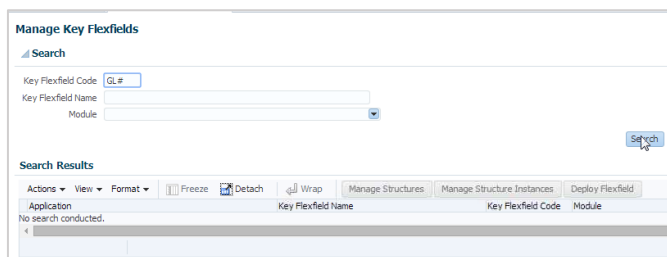 Manage Key Flexfields
Search
Key Flexfield Code GL#
Key Flexfield Name
Module
Search
Search Results
Actions View Format Freeze Detach Wrap Manage Structures Manage Structure Instances Deploy Flexfield
Application Key Flexfield Name Key Flexfield Code Module
No search conducted.